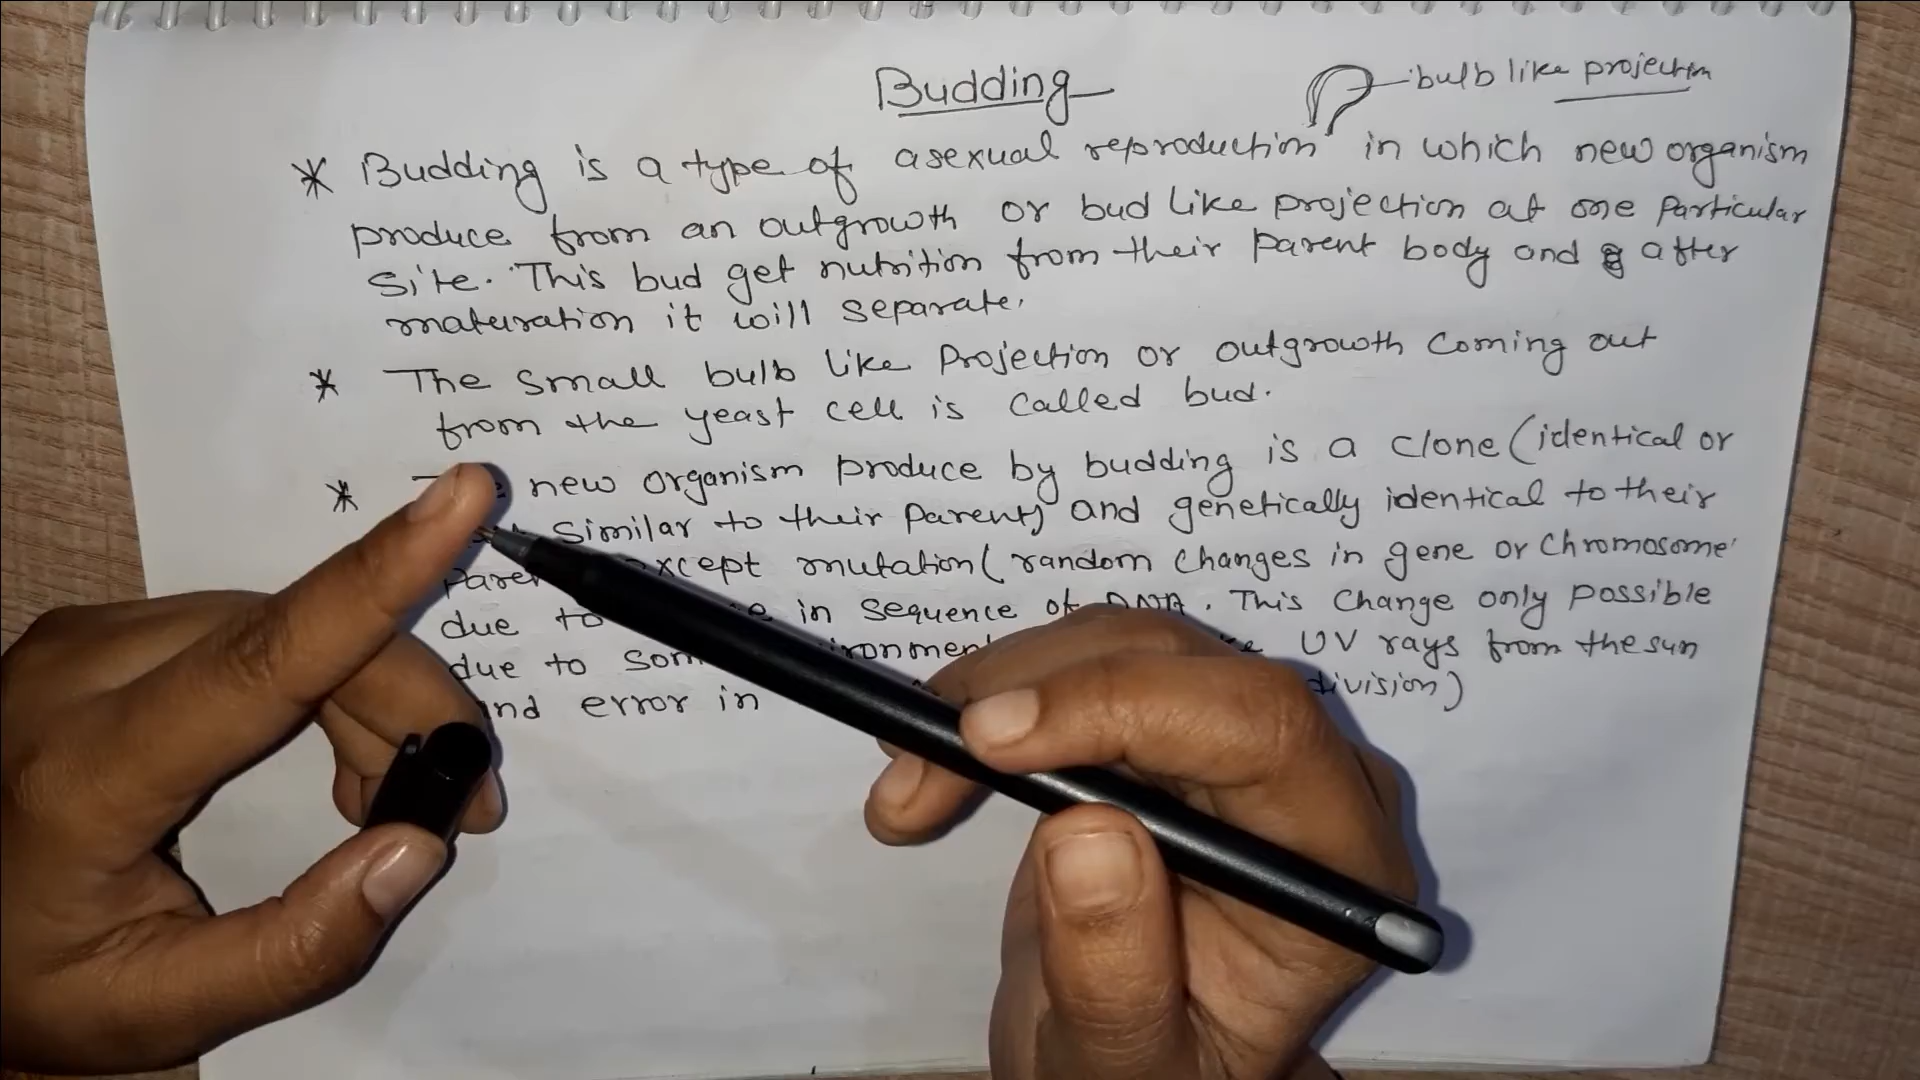 Budding
bulb like projection
* Budding is a type of asexual reproduction in which new organism
produce from an outgrowth or bud like projection at one particular
site. This bud get nutrition from their parent body and after
maturation it will separate.
* The small bulb like Projection or outgrowth coming out
from the yeast cell is called bud.
* new organism produce by budding is a clone (identical or
similar to their parent) and genetically identical to their
except mutation (random changes in gene or chromosome
due to in sequence of DNA. This change only possible
due to UV rays from the sun
and error in division)